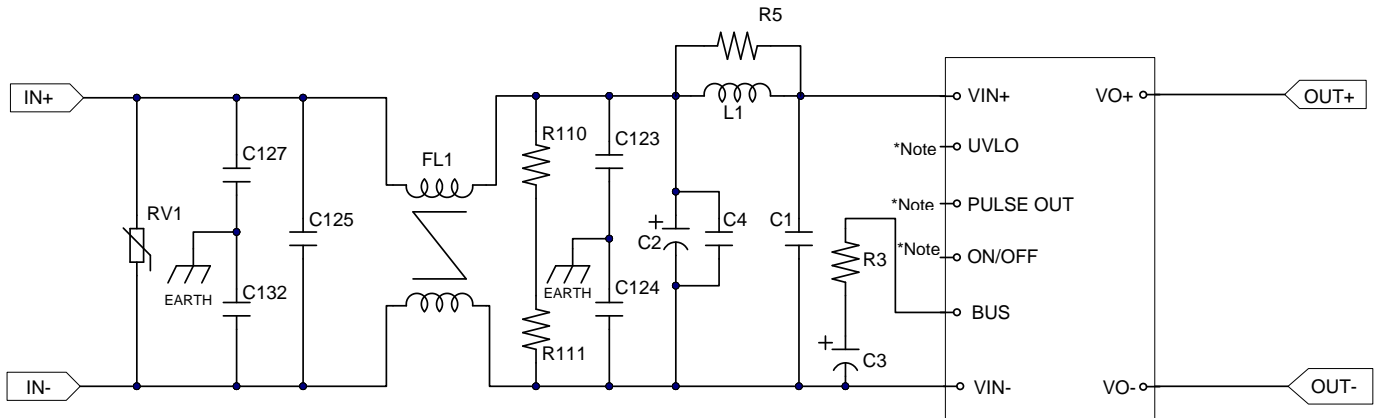 R5
IN+
VIN+
VO+
OUT+
L1
C127
R110
C123
FL1
*Note
UVLO
RV1
C125
*Note
PULSE OUT
+
C2
C4
C1
R3
*Note
ON/OFF
EARTH
C132
EARTH
C124
BUS
R111
+
C3
IN-
VIN-
VO-
OUT-